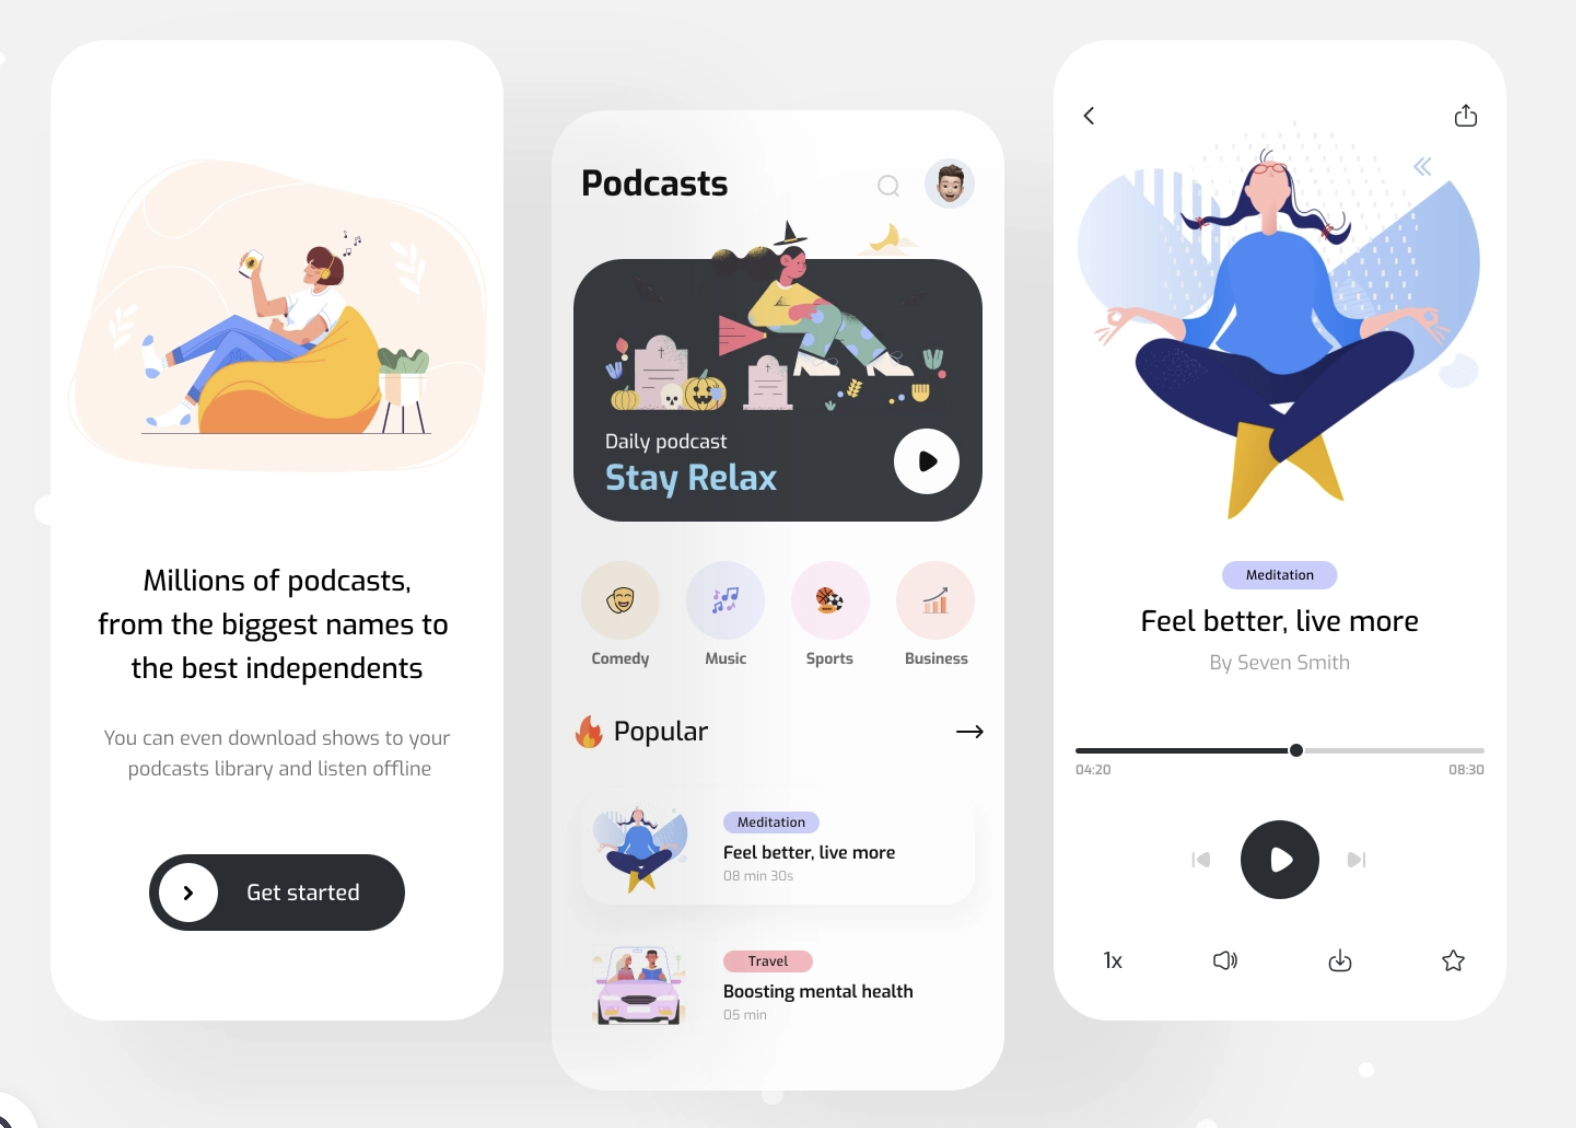 Millions of podcasts,
from the biggest names to
the best independents
You can even download shows to your
podcasts library and listen offline
Get started
Podcasts
Daily podcast
Stay Relax
Comedy
Music
Sports
Business
Popular
Meditation
Feel better, live more
08 min 30s
Travel
Boosting mental health
05 min
Meditation
Feel better, live more
By Seven Smith
04:20
08:30
1x